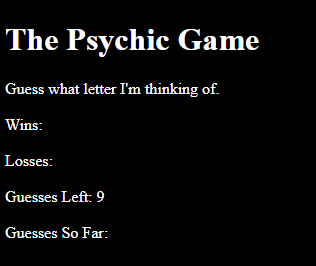 The Psychic Game
Guess what letter I'm thinking of.
Wins:
Losses:
Guesses Left: 9
Guesses So Far: